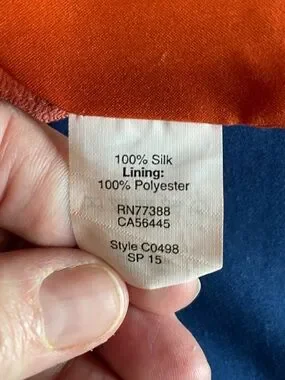 100% Silk
Lining:
100% Polyester
RN77388
CA56445
Style C0498
SP 15